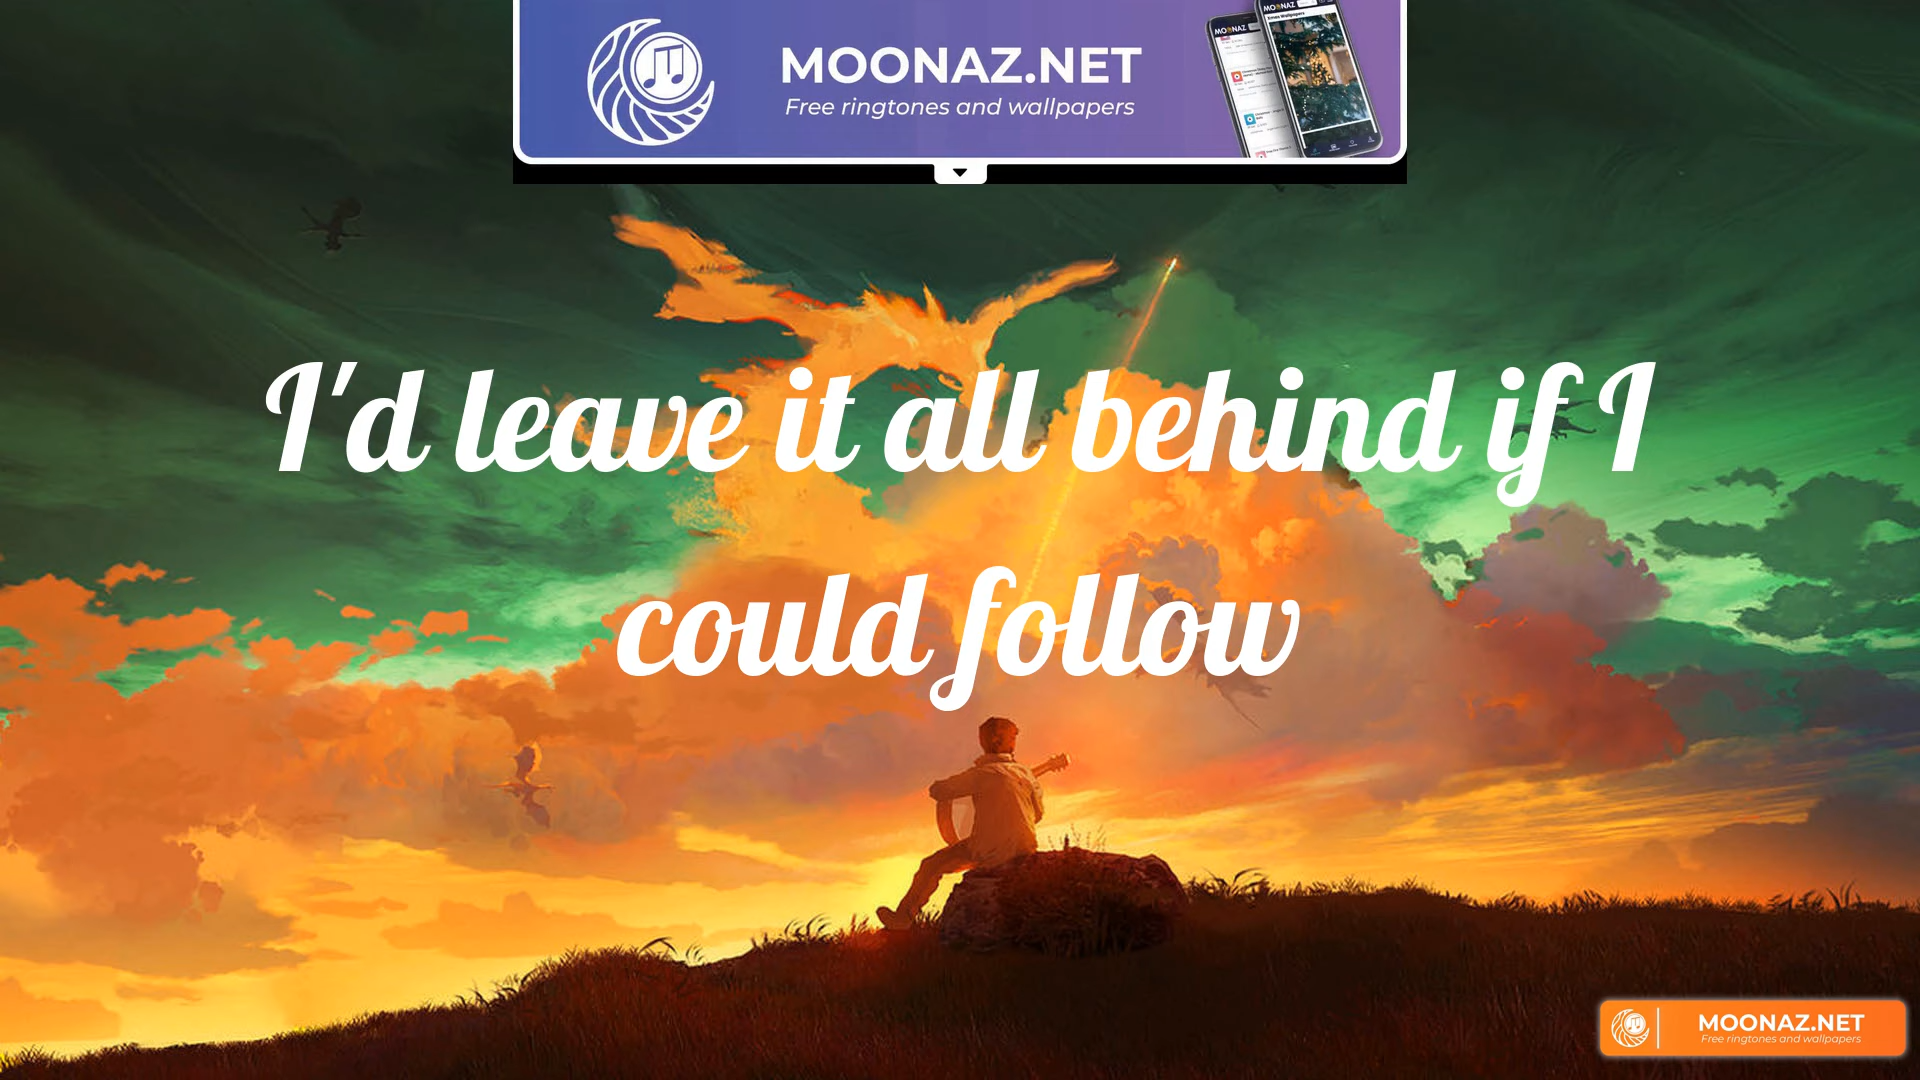 MOONAZ.NET
Free ringtones and wallpapers
I'd leave it all behind if I
could follow
MOONAZ.NET
Free ringtones and wallpapers